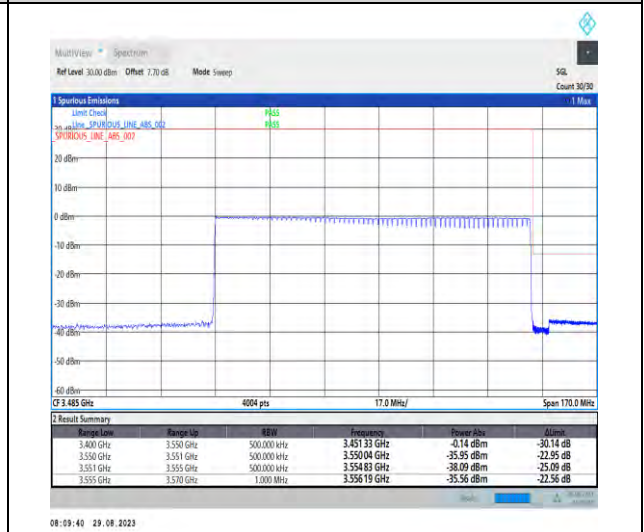 MultiView Spectrum
Ref Level 30.00 dBm Offset 7.70 dB Mode Sweep SGL
Count 30/30
1 Spurious Emissions 1 Max
Limit Check PASS
Line _SPURIOUS_LINE_ABS_002 PASS
_SPURIOUS_LINE_ABS_002
20 dBm
10 dBm
0 dBm
-10 dBm
-20 dBm
-30 dBm
-40 dBm
-50 dBm
-60 dBm
CF 3.485 GHz 4004 pts 17.0 MHz/ Span 170.0 MHz
2 Result Summary
Range Low Range Up RBW Frequency Power Abs ΔLimit
3.400 GHz 3.550 GHz 500.000 kHz 3.451 33 GHz -0.14 dBm -30.14 dB
3.550 GHz 3.551 GHz 500.000 kHz 3.550 04 GHz -35.95 dBm -22.95 dB
3.551 GHz 3.555 GHz 500.000 kHz 3.554 83 GHz -38.09 dBm -25.09 dB
3.555 GHz 3.570 GHz 1.000 MHz 3.556 19 GHz -35.56 dBm -22.56 dB
08:09:40 29.08.2023